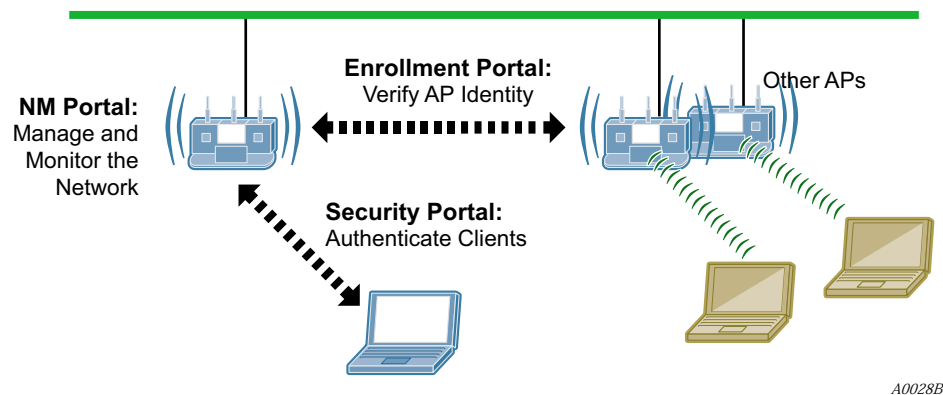 Enrollment Portal:
Verify AP Identity
Other APs
NM Portal:
Manage and
Monitor the
Network
Security Portal:
Authenticate Clients
A0028B